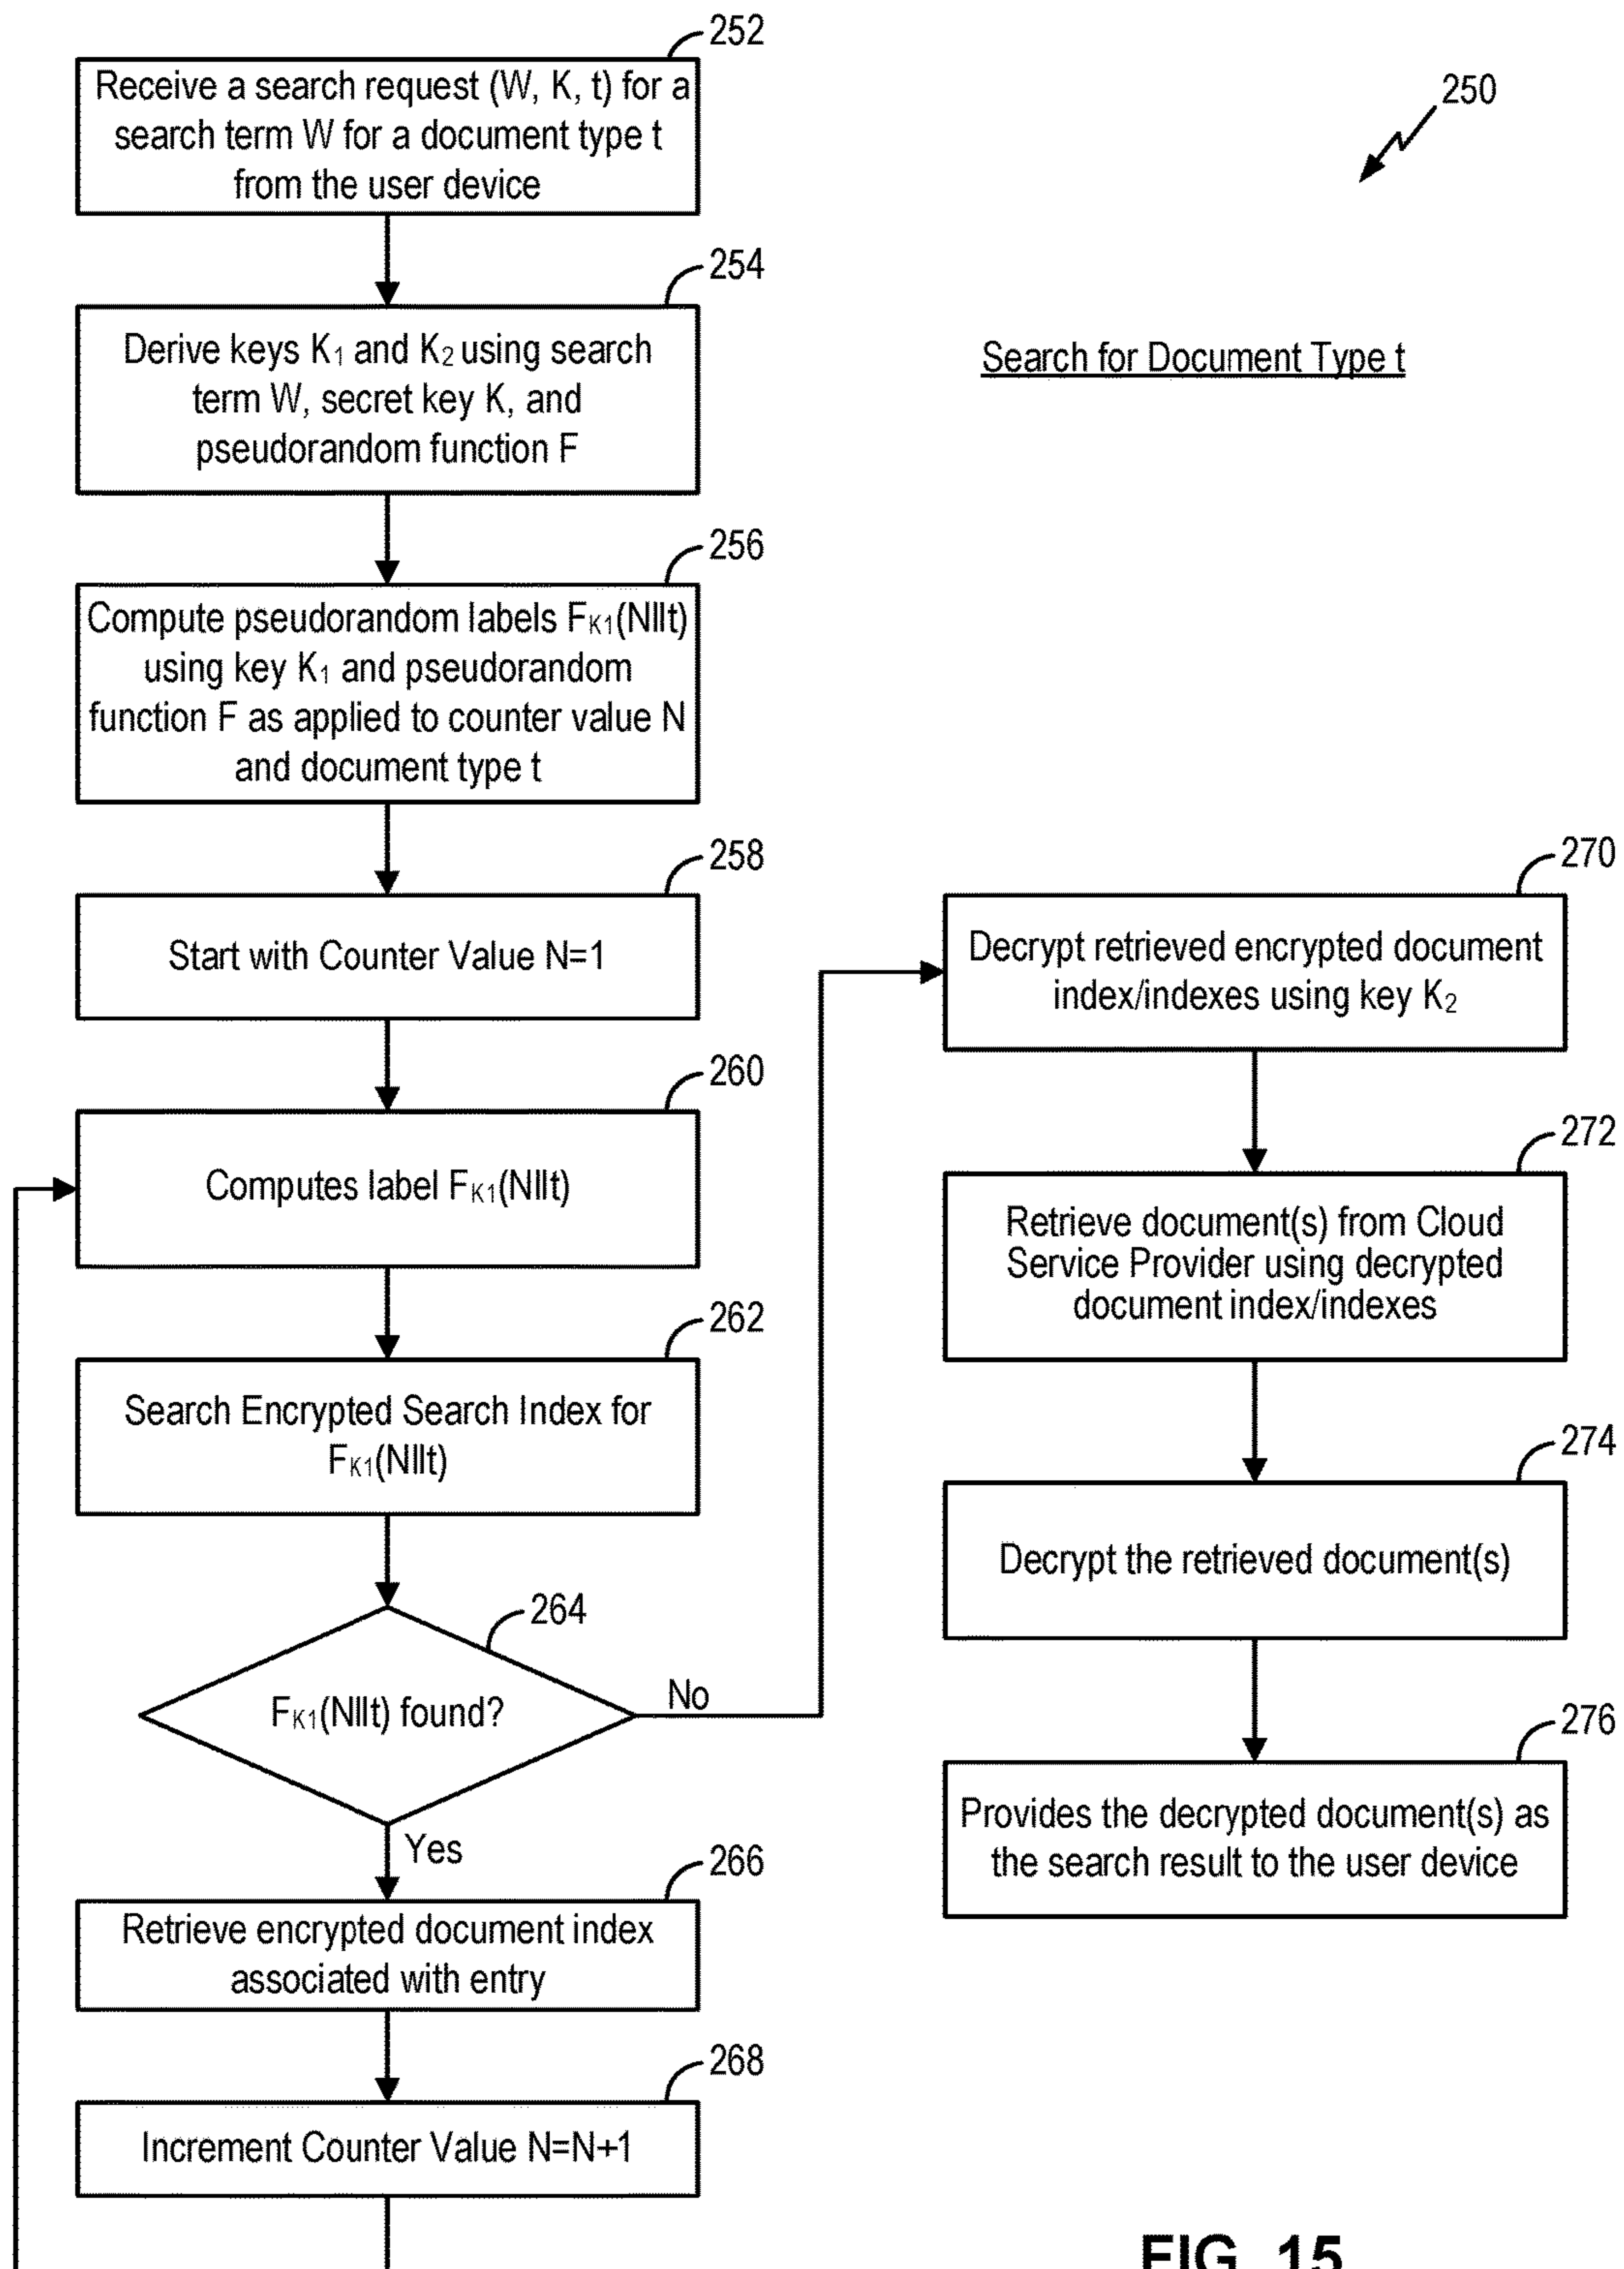 252
Receive a search request (W, K, t) for a
search term W for a document type t
from the user device
250
254
Derive keys K₁ and K₂ using search
term W, secret key K, and
pseudorandom function F
Search for Document Type t
256
Compute pseudorandom labels F_K1(N||t)
using key K₁ and pseudorandom
function F as applied to counter value N
and document type t
258
Start with Counter Value N=1
260
Computes label F_K1(N||t)
262
Search Encrypted Search Index for
F_K1(N||t)
264
F_K1(N||t) found?
No
Yes
266
Retrieve encrypted document index
associated with entry
268
Increment Counter Value N=N+1
270
Decrypt retrieved encrypted document
index/indexes using key K₂
272
Retrieve document(s) from Cloud
Service Provider using decrypted
document index/indexes
274
Decrypt the retrieved document(s)
276
Provides the decrypted document(s) as
the search result to the user device
FIG. 15